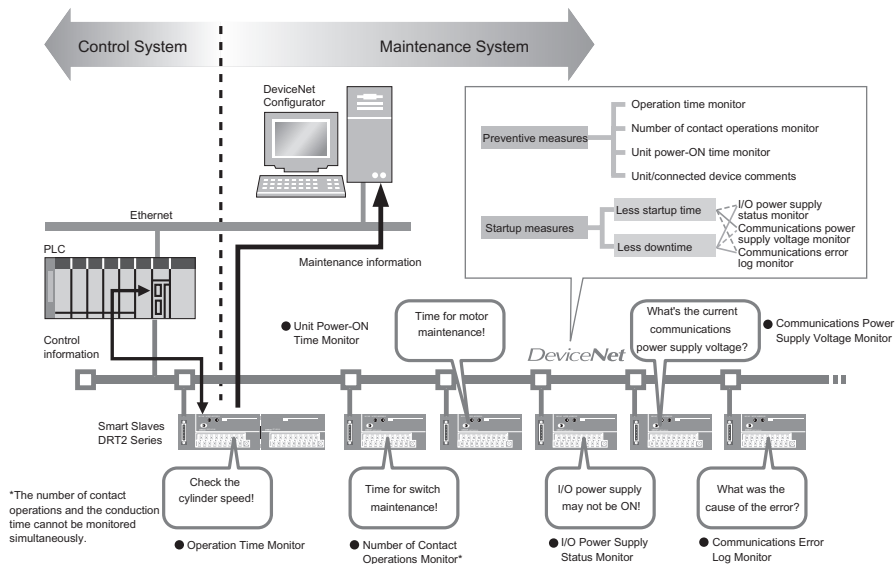 Control System
Maintenance System
DeviceNet
Configurator
Operation time monitor
Number of contact operations monitor
Preventive measures
Unit power-ON time monitor
Unit/connected device comments
Less startup time
I/O power supply
status monitor
Communications power
supply voltage monitor
Startup measures
Less downtime
Communications error
log monitor
Ethernet
PLC
Maintenance information
Control
information
● Unit Power-ON
Time Monitor
Time for motor
maintenance!
DeviceNet
What's the current
communications
power supply voltage?
● Communications Power
Supply Voltage Monitor
Smart Slaves
DRT2 Series
Check the
cylinder speed!
Time for switch
maintenance!
I/O power supply
may not be ON!
What was the
cause of the error?
*The number of contact
operations and the conduction
time cannot be monitored
simultaneously.
● Operation Time Monitor
● Number of Contact
Operations Monitor*
● I/O Power Supply
Status Monitor
● Communications Error
Log Monitor